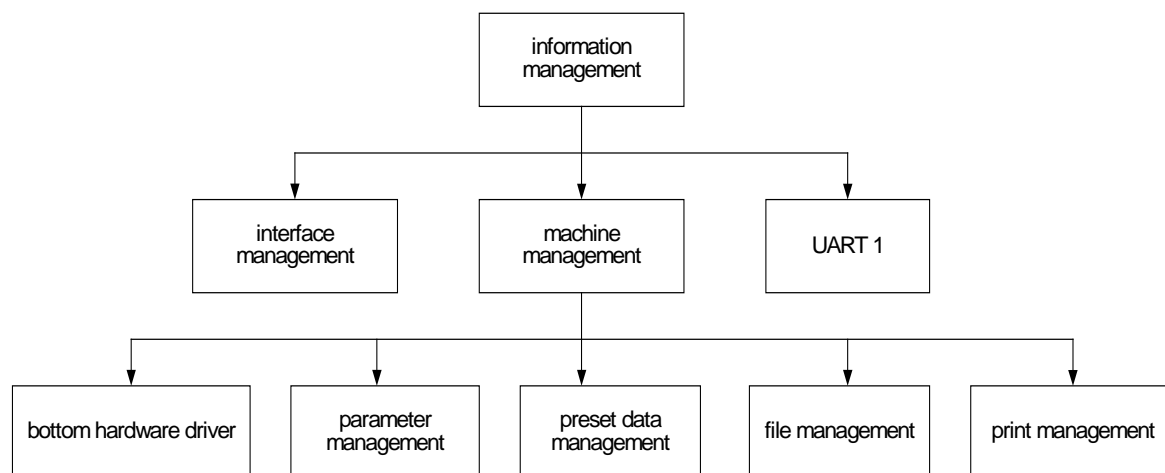 information
management
interface
management
machine
management
UART 1
bottom hardware driver
parameter
management
preset data
management
file management
print management